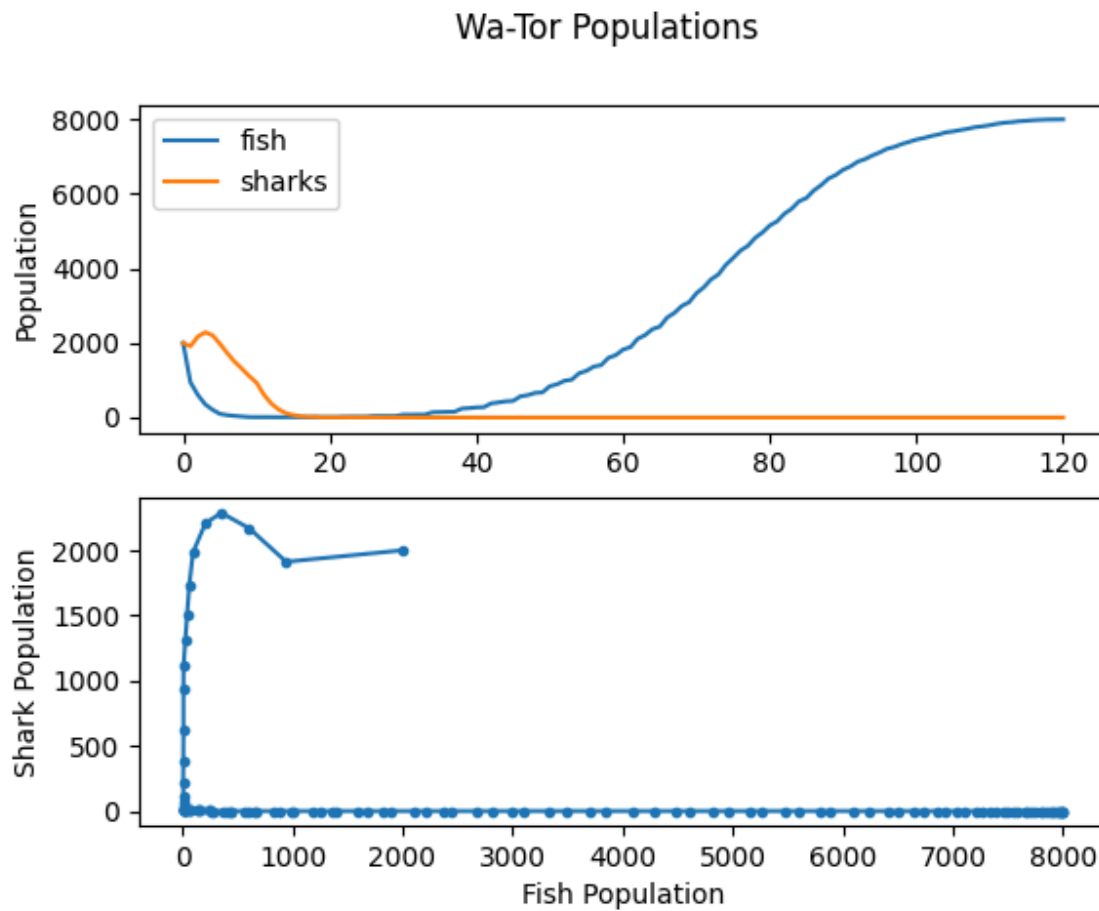 Wa-Tor Populations
Population
8000
6000
4000
2000
0
fish
sharks
0 20 40 60 80 100 120
Shark Population
2000
1500
1000
500
0
0 1000 2000 3000 4000 5000 6000 7000 8000
Fish Population